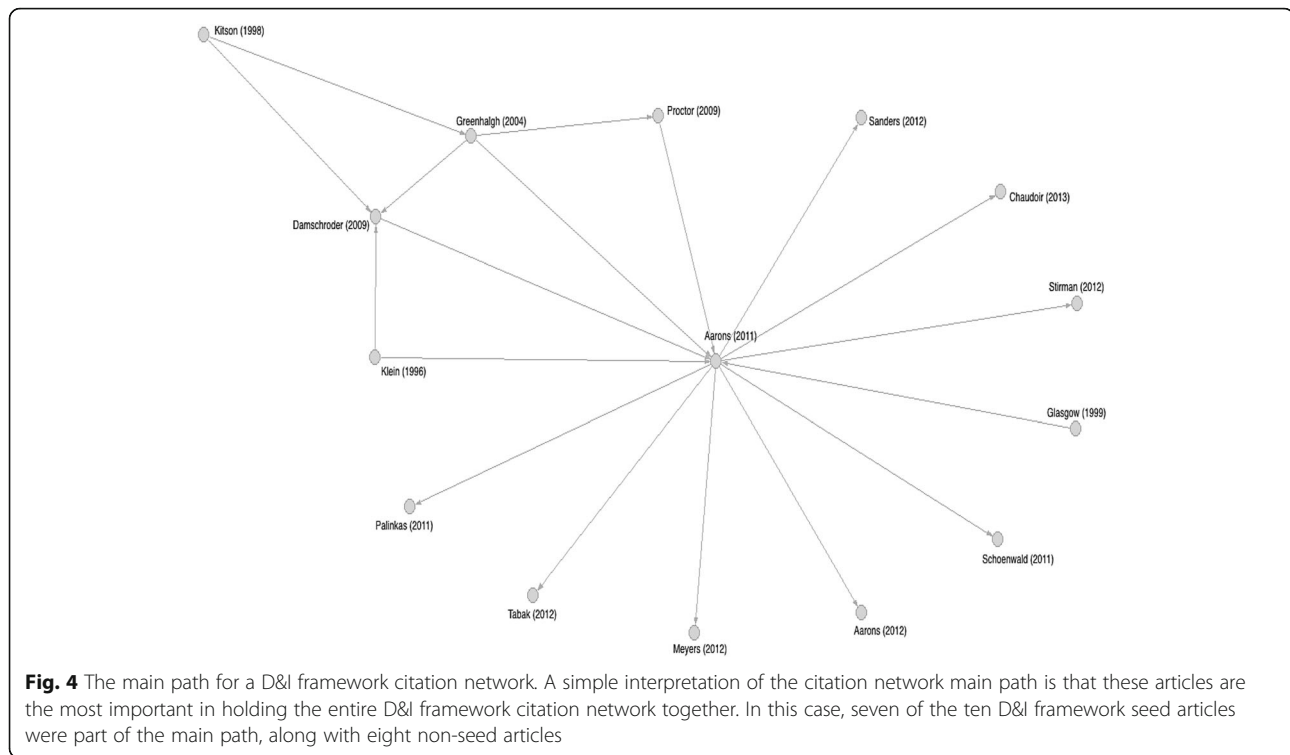 Kitson (1998)
Greenhalgh (2004)
Proctor (2009)
Sanders (2012)
Chaudoir (2013)
Damschroder (2009)
Stirman (2012)
Aarons (2011)
Klein (1996)
Glasgow (1999)
Palinkas (2011)
Schoenwald (2011)
Tabak (2012)
Aarons (2012)
Meyers (2012)
Fig. 4 The main path for a D&I framework citation network. A simple interpretation of the citation network main path is that these articles are
the most important in holding the entire D&I framework citation network together. In this case, seven of the ten D&I framework seed articles
were part of the main path, along with eight non-seed articles